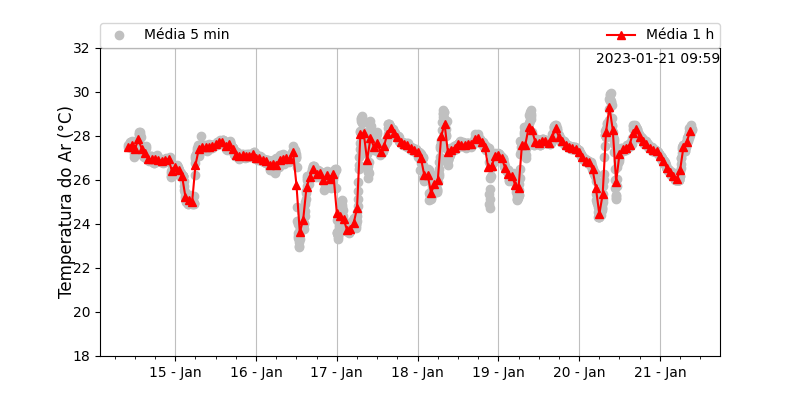 Média 5 min
Média 1 h
2023-01-21 09:59
Temperatura do Ar (°C)
32
30
28
26
24
22
20
18
15 - Jan
16 - Jan
17 - Jan
18 - Jan
19 - Jan
20 - Jan
21 - Jan